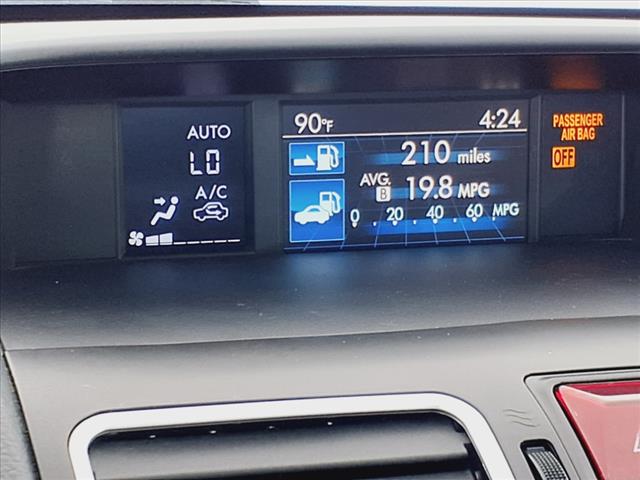 AUTO
LO
A/C
90°F
4:24
210 miles
AVG.
B
19.8 MPG
0 20 40 60 MPG
PASSENGER
AIR BAG
OFF